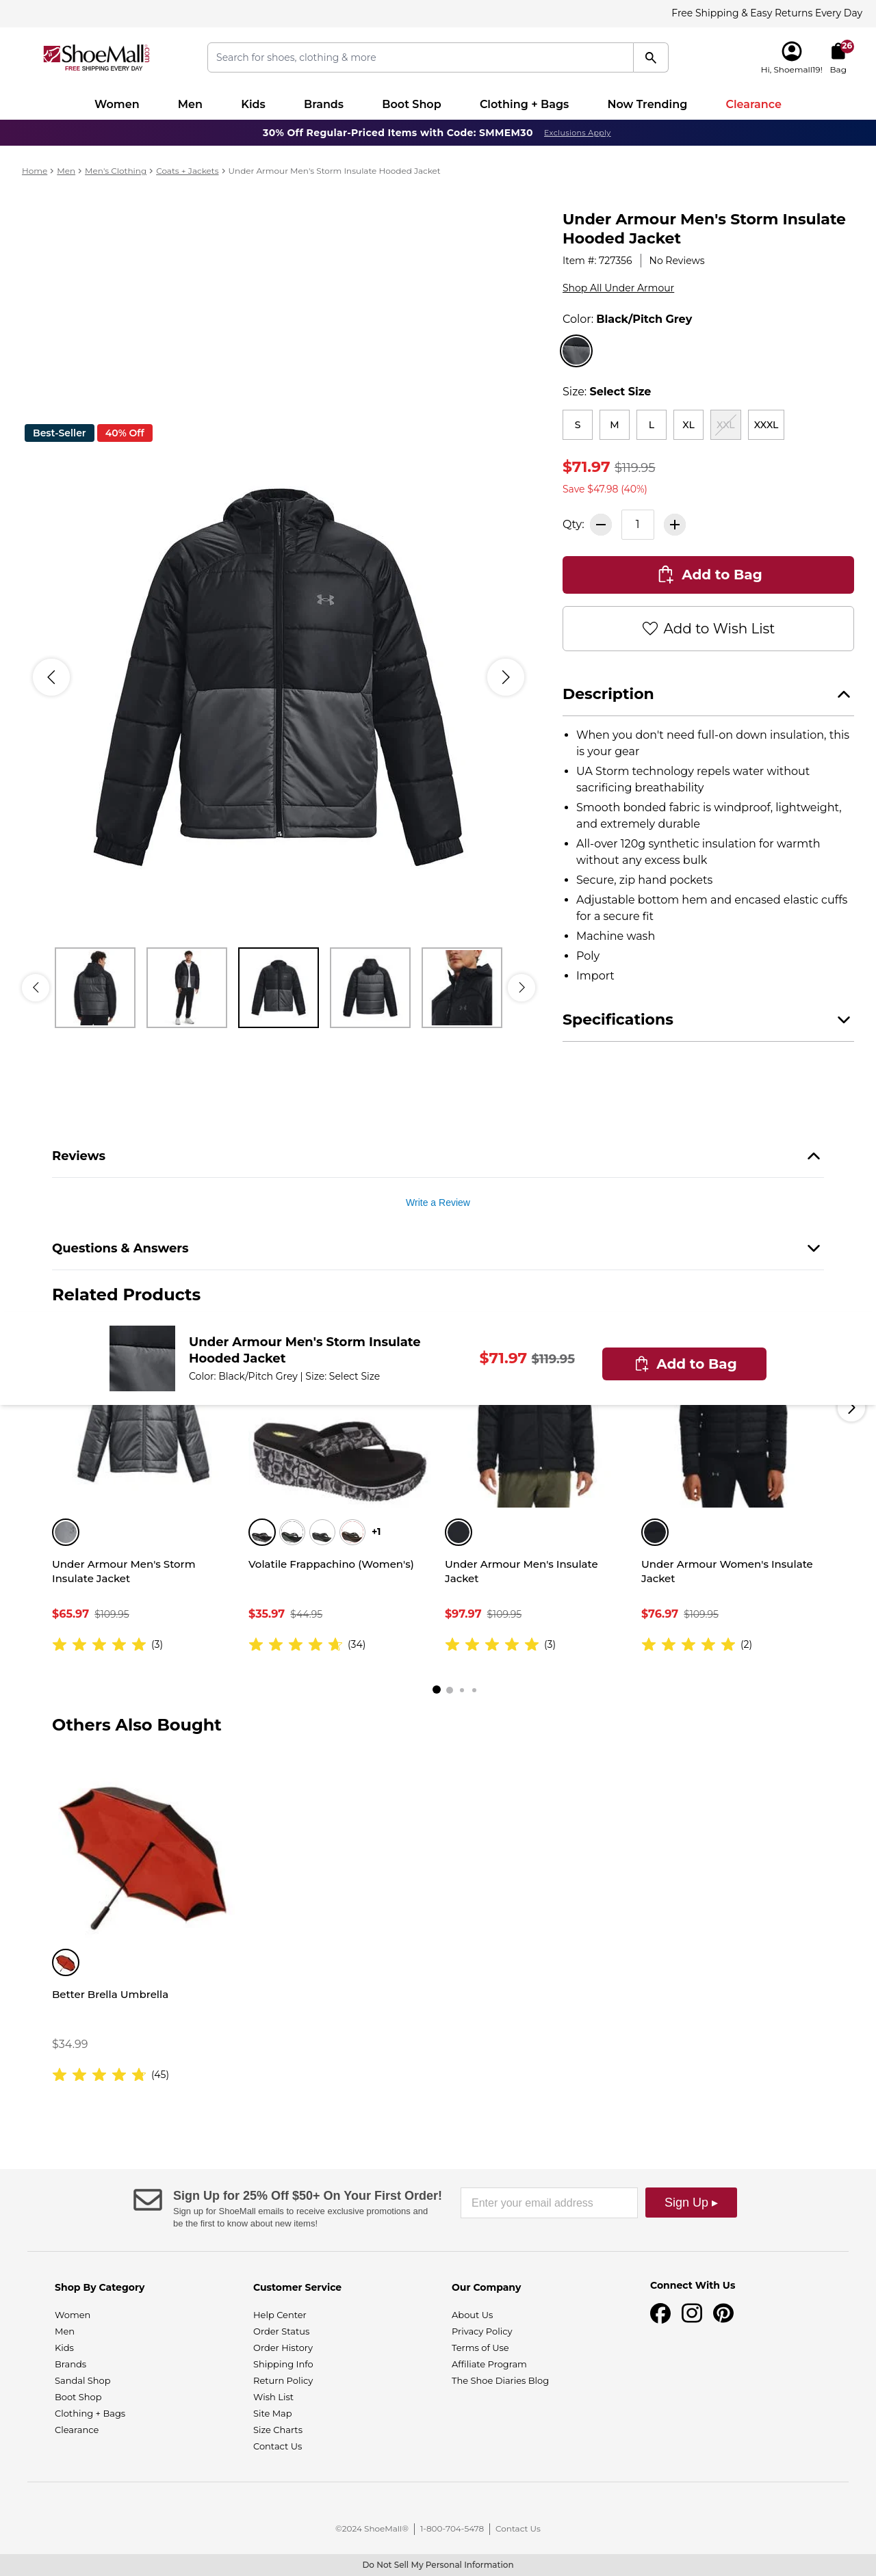 Free Shipping & Easy Returns Every Day
ShoeMall.com
FREE SHIPPING EVERY DAY
Search for shoes, clothing & more
26
Hi, Shoemall19!
Bag
Women
Men
Kids
Brands
Boot Shop
Clothing + Bags
Now Trending
Clearance
30% Off Regular-Priced Items with Code: SMMEM30
Exclusions Apply
Home > Men > Men's Clothing > Coats + Jackets > Under Armour Men's Storm Insulate Hooded Jacket
Best-Seller
40% Off
Under Armour Men's Storm Insulate
Hooded Jacket
Item #: 727356
No Reviews
Shop All Under Armour
Color: Black/Pitch Grey
Size: Select Size
S
M
L
XL
XXL
XXXL
$71.97 $119.95
Save $47.98 (40%)
Qty:
1
Add to Bag
Add to Wish List
Description
• When you don't need full-on down insulation, this
is your gear
• UA Storm technology repels water without
sacrificing breathability
• Smooth bonded fabric is windproof, lightweight,
and extremely durable
• All-over 120g synthetic insulation for warmth
without any excess bulk
• Secure, zip hand pockets
• Adjustable bottom hem and encased elastic cuffs
for a secure fit
• Machine wash
• Poly
• Import
Specifications
Reviews
Write a Review
Questions & Answers
Related Products
Under Armour Men's Storm Insulate
Hooded Jacket
Color: Black/Pitch Grey | Size: Select Size
$71.97 $119.95
Add to Bag
+1
Under Armour Men's Storm
Insulate Jacket
$65.97 $109.95
(3)
Volatile Frappachino (Women's)
$35.97 $44.95
(34)
Under Armour Men's Insulate
Jacket
$97.97 $109.95
(3)
Under Armour Women's Insulate
Jacket
$76.97 $109.95
(2)
Others Also Bought
Better Brella Umbrella
$34.99
(45)
Sign Up for 25% Off $50+ On Your First Order!
Sign up for ShoeMall emails to receive exclusive promotions and
be the first to know about new items!
Enter your email address
Sign Up ▸
Shop By Category
Women
Men
Kids
Brands
Sandal Shop
Boot Shop
Clothing + Bags
Clearance
Customer Service
Help Center
Order Status
Order History
Shipping Info
Return Policy
Wish List
Site Map
Size Charts
Contact Us
Our Company
About Us
Privacy Policy
Terms of Use
Affiliate Program
The Shoe Diaries Blog
Connect With Us
©2024 ShoeMall®
1-800-704-5478
Contact Us
Do Not Sell My Personal Information